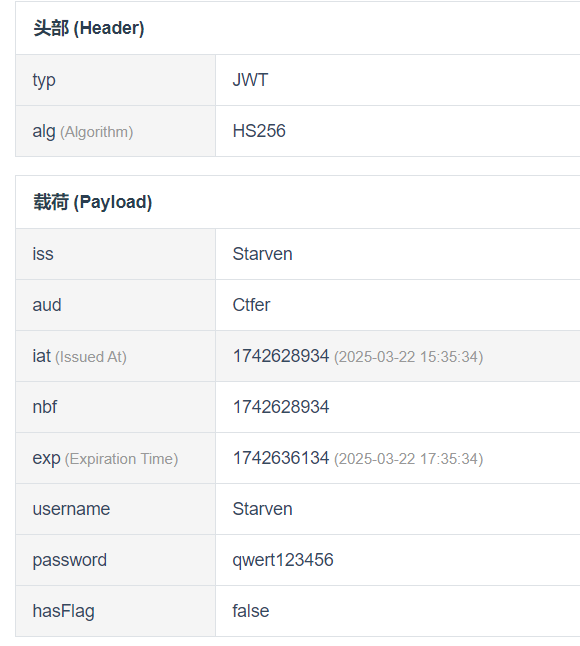 头部 (Header)
typ JWT
alg (Algorithm) HS256
载荷 (Payload)
iss Starven
aud Ctfer
iat (Issued At) 1742628934 (2025-03-22 15:35:34)
nbf 1742628934
exp (Expiration Time) 1742636134 (2025-03-22 17:35:34)
username Starven
password qwert123456
hasFlag false